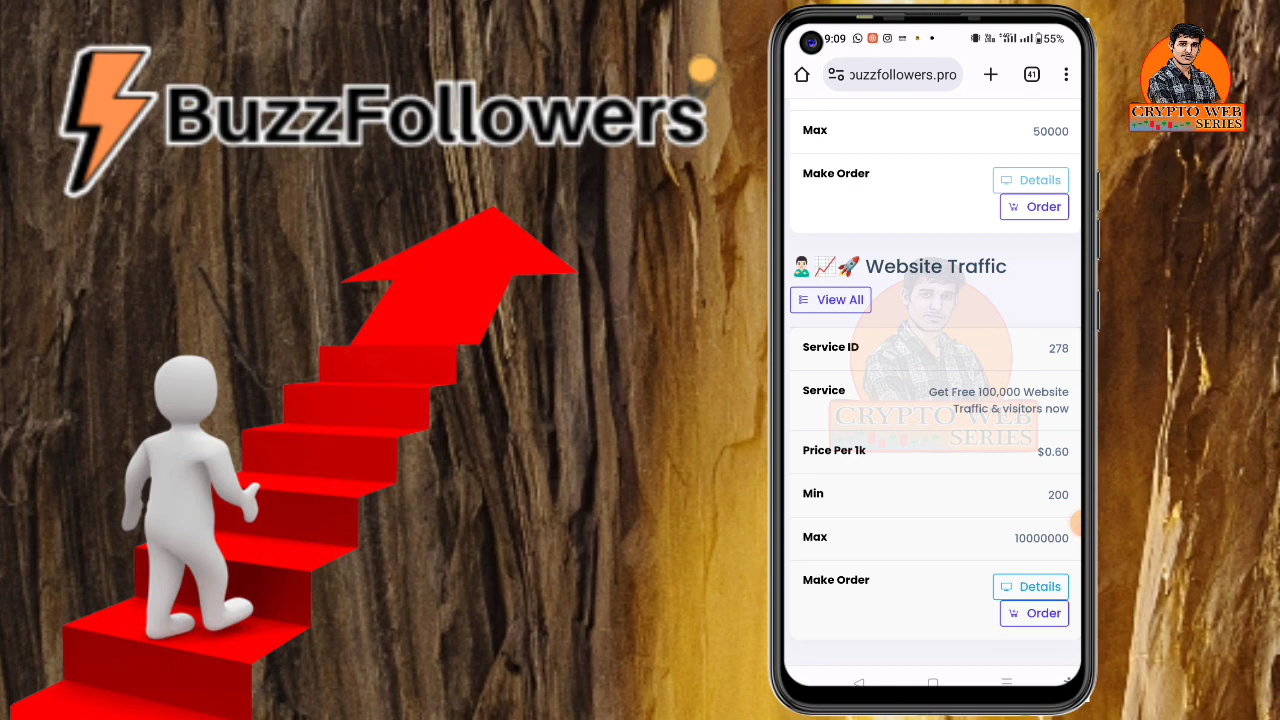 BuzzFollowers
9:09
55%
buzzfollowers.pro
41
Max
50000
Make Order
Details
Order
Website Traffic
View All
Service ID
278
Service
Get Free 100,000 Website
Traffic & visitors now
Price Per 1k
$0.60
Min
200
Max
10000000
Make Order
Details
Order
CRYPTO WEB
SERIES
CRYPTO WEB
SERIES